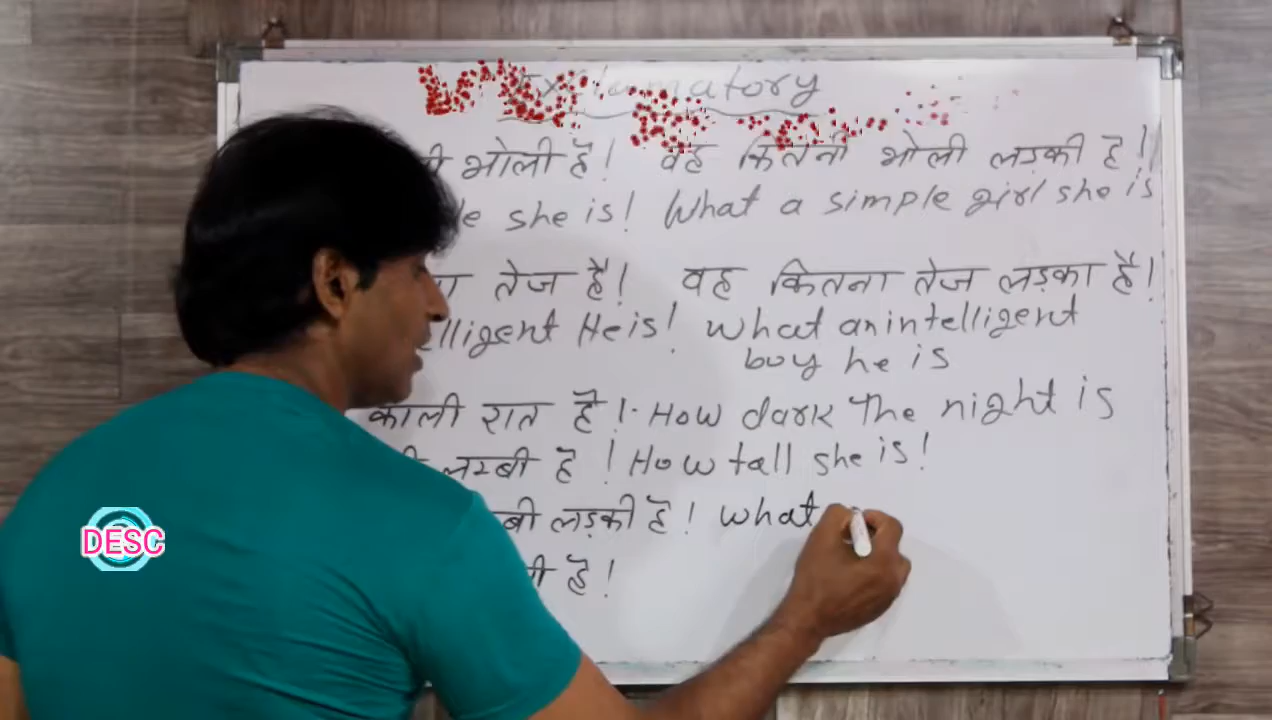 भोली है! वह कितनी भोली लड़की है!
she is! What a simple girl she is
तेज है! वह कितना तेज लड़का है!
He is! What an intelligent
boy he is
काली रात है! How dark The night is
लम्बी है! How tall she is!
लड़की है! What
है!
DESC